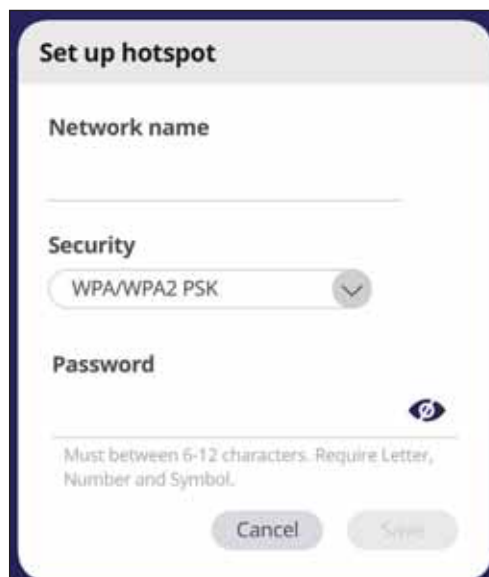 Set up hotspot
Network name
Security
WPA/WPA2 PSK
Password
Must between 6-12 characters. Require Letter,
Number and Symbol.
Cancel Save